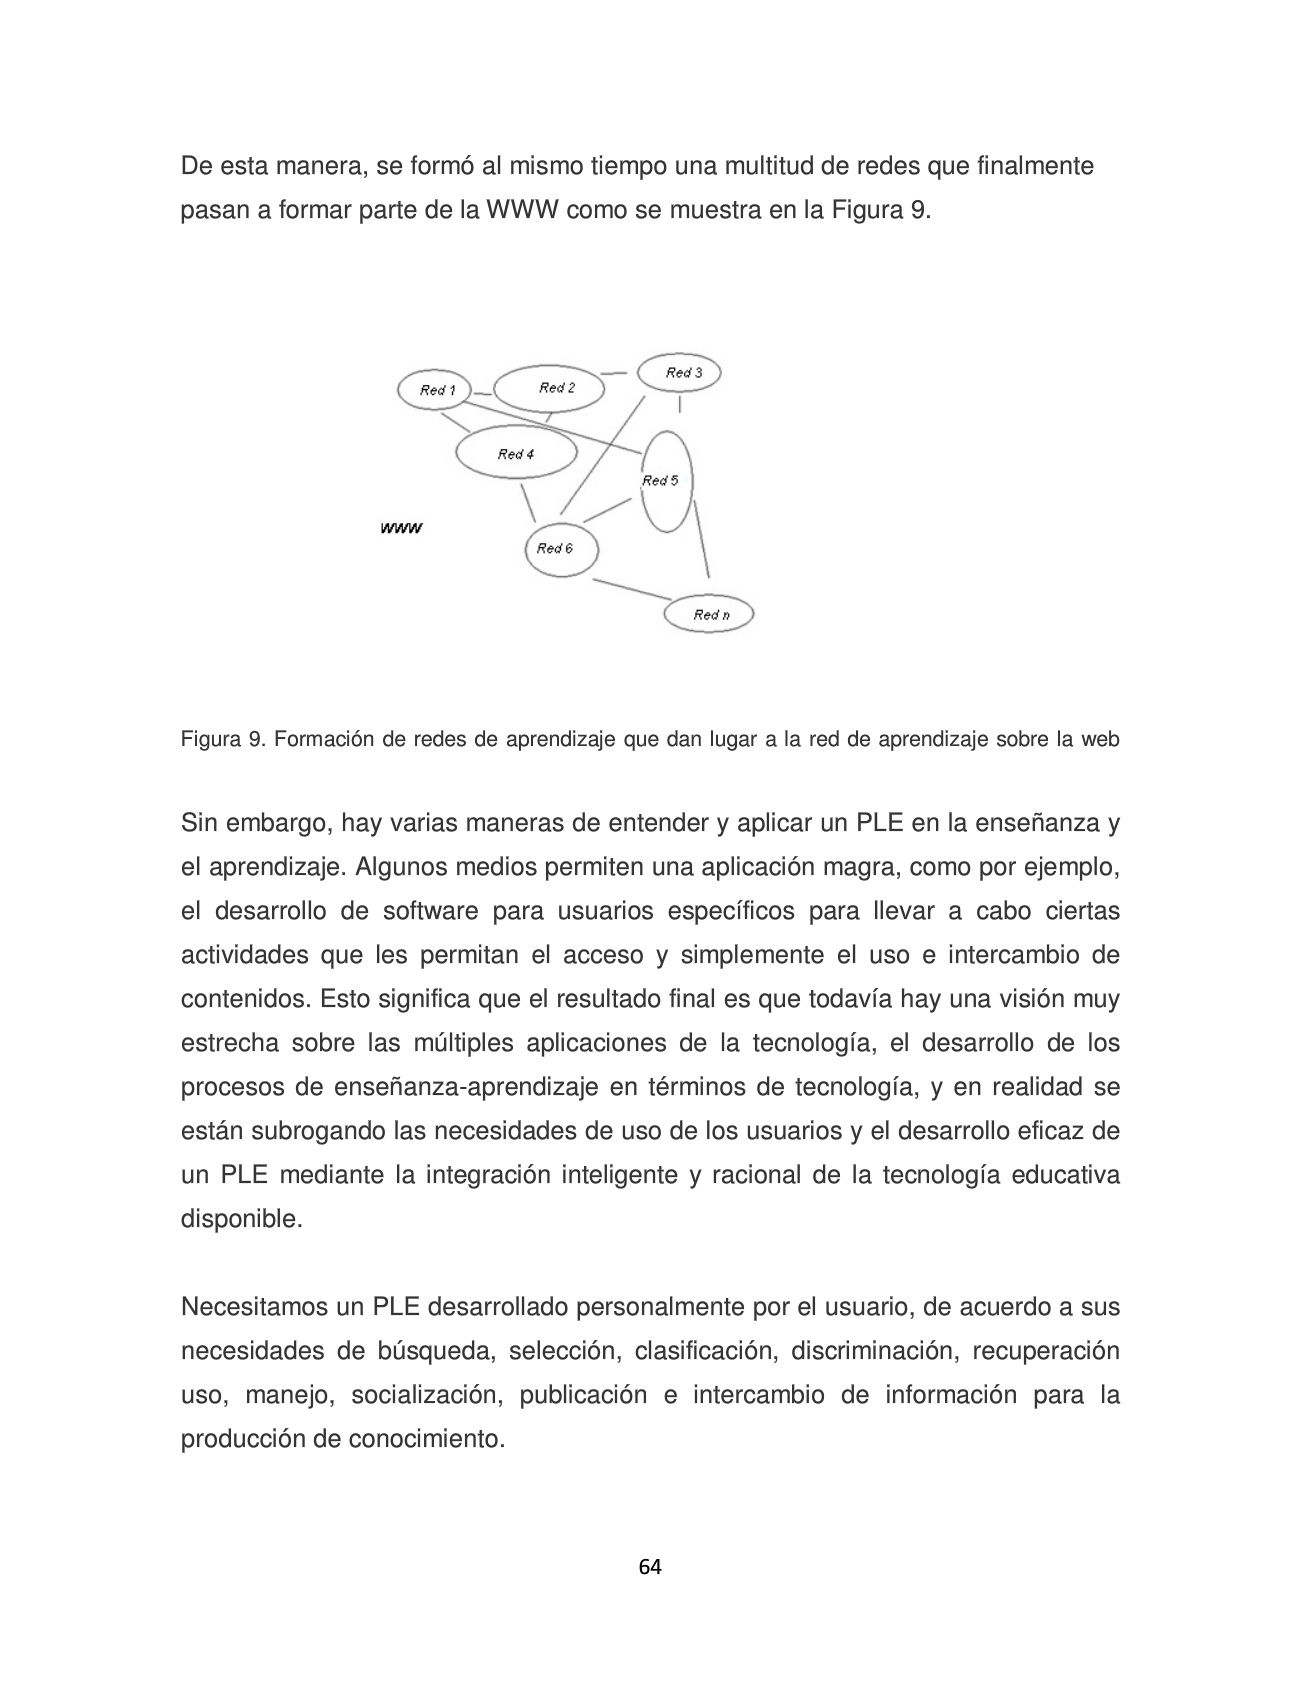 De esta manera, se formó al mismo tiempo una multitud de redes que finalmente
pasan a formar parte de la WWW como se muestra en la Figura 9.
Red 1
Red 2
Red 3
Red 4
Red 5
WWW
Red 6
Red n
Figura 9. Formación de redes de aprendizaje que dan lugar a la red de aprendizaje sobre la web
Sin embargo, hay varias maneras de entender y aplicar un PLE en la enseñanza y
el aprendizaje. Algunos medios permiten una aplicación magra, como por ejemplo,
el desarrollo de software para usuarios específicos para llevar a cabo ciertas
actividades que les permitan el acceso y simplemente el uso e intercambio de
contenidos. Esto significa que el resultado final es que todavía hay una visión muy
estrecha sobre las múltiples aplicaciones de la tecnología, el desarrollo de los
procesos de enseñanza-aprendizaje en términos de tecnología, y en realidad se
están subrogando las necesidades de uso de los usuarios y el desarrollo eficaz de
un PLE mediante la integración inteligente y racional de la tecnología educativa
disponible.
Necesitamos un PLE desarrollado personalmente por el usuario, de acuerdo a sus
necesidades de búsqueda, selección, clasificación, discriminación, recuperación
uso, manejo, socialización, publicación e intercambio de información para la
producción de conocimiento.
64